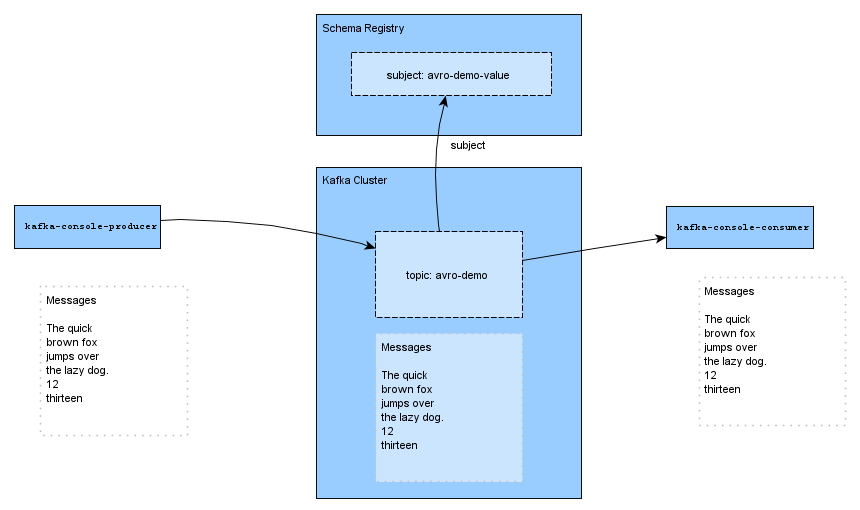 Schema Registry
subject: avro-demo-value
subject
Kafka Cluster
kafka-console-producer
topic: avro-demo
kafka-console-consumer
Messages
The quick
brown fox
jumps over
the lazy dog.
12
thirteen
Messages
The quick
brown fox
jumps over
the lazy dog.
12
thirteen
Messages
The quick
brown fox
jumps over
the lazy dog.
12
thirteen